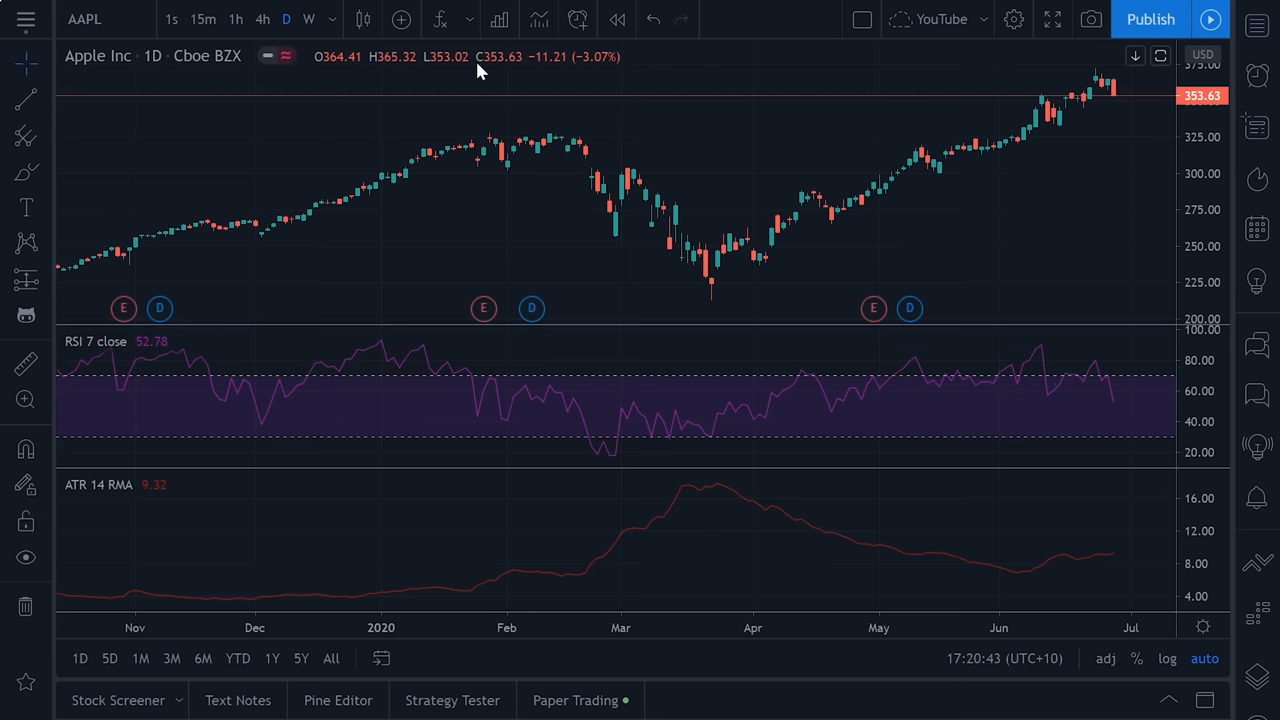 AAPL 1s 15m 1h 4h D W YouTube Publish
Apple Inc · 1D · Cboe BZX O364.41 H365.32 L353.02 C353.63 −11.21 (−3.07%) USD
375.00
353.63
325.00
300.00
275.00
250.00
225.00
E D E D E D
200.00
100.00
RSI 7 close 52.78
80.00
60.00
40.00
20.00
ATR 14 RMA 9.32
16.00
12.00
8.00
4.00
Nov Dec 2020 Feb Mar Apr May Jun Jul
1D 5D 1M 3M 6M YTD 1Y 5Y All 17:20:43 (UTC+10) adj % log auto
Stock Screener Text Notes Pine Editor Strategy Tester Paper Trading